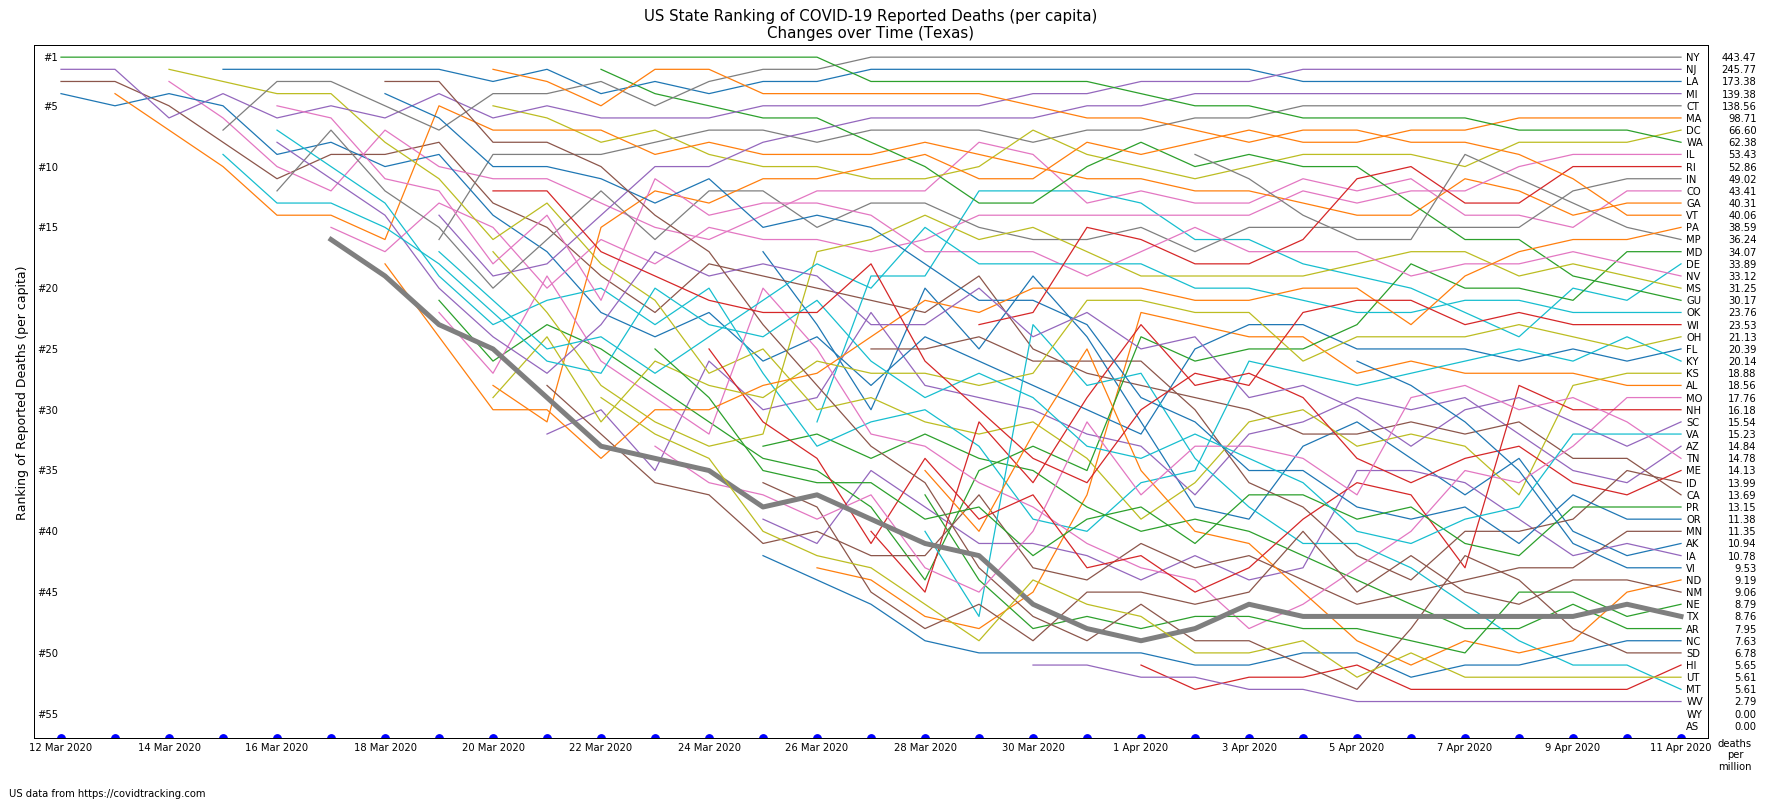 US State Ranking of COVID-19 Reported Deaths (per capita)
Changes over Time (Texas)
Ranking of Reported Deaths (per capita)
#1
#5
#10
#15
#20
#25
#30
#35
#40
#45
#50
#55
NY 443.47
NJ 245.77
LA 173.38
MI 139.38
CT 138.56
MA 98.71
DC 66.60
WA 62.38
IL 53.43
RI 52.86
IN 49.02
CO 43.41
GA 40.31
VT 40.06
PA 38.59
MP 36.24
MD 34.07
DE 33.89
NV 33.12
MS 31.25
GU 30.17
OK 23.76
WI 23.53
OH 21.13
FL 20.39
KY 20.14
KS 18.88
AL 18.56
MO 17.76
NH 16.18
SC 15.54
VA 15.23
AZ 14.84
TN 14.78
ME 14.13
ID 13.99
CA 13.69
PR 13.15
OR 11.38
MN 11.35
AK 10.94
IA 10.78
VI 9.53
ND 9.19
NM 9.06
NE 8.79
TX 8.76
AR 7.95
NC 7.63
SD 6.78
HI 5.65
UT 5.61
MT 5.61
WV 2.79
WY 0.00
AS 0.00
12 Mar 2020 14 Mar 2020 16 Mar 2020 18 Mar 2020 20 Mar 2020 22 Mar 2020 24 Mar 2020 26 Mar 2020 28 Mar 2020 30 Mar 2020 1 Apr 2020 3 Apr 2020 5 Apr 2020 7 Apr 2020 9 Apr 2020 11 Apr 2020
deaths
per
million
US data from https://covidtracking.com